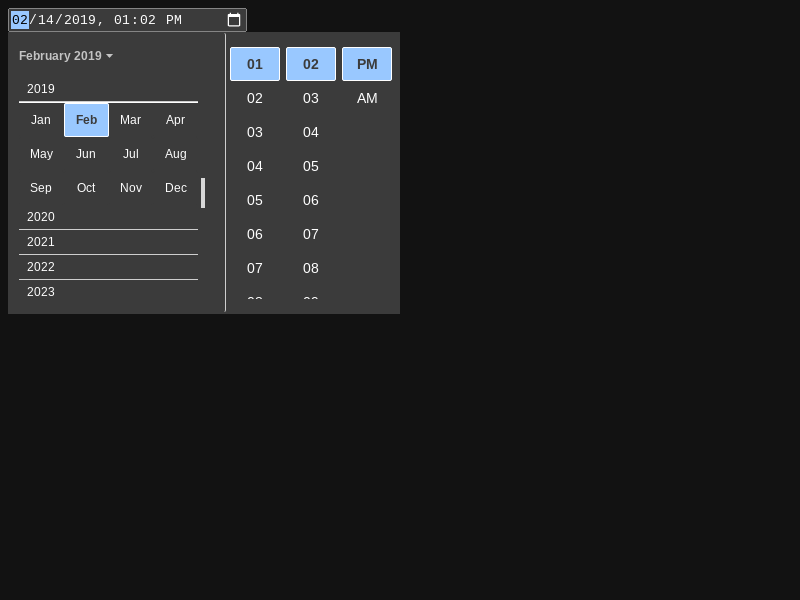 02/14/2019, 01:02 PM
February 2019
2019
Jan Feb Mar Apr
May Jun Jul Aug
Sep Oct Nov Dec
2020
2021
2022
2023
01 02 PM
02 03 AM
03 04
04 05
05 06
06 07
07 08